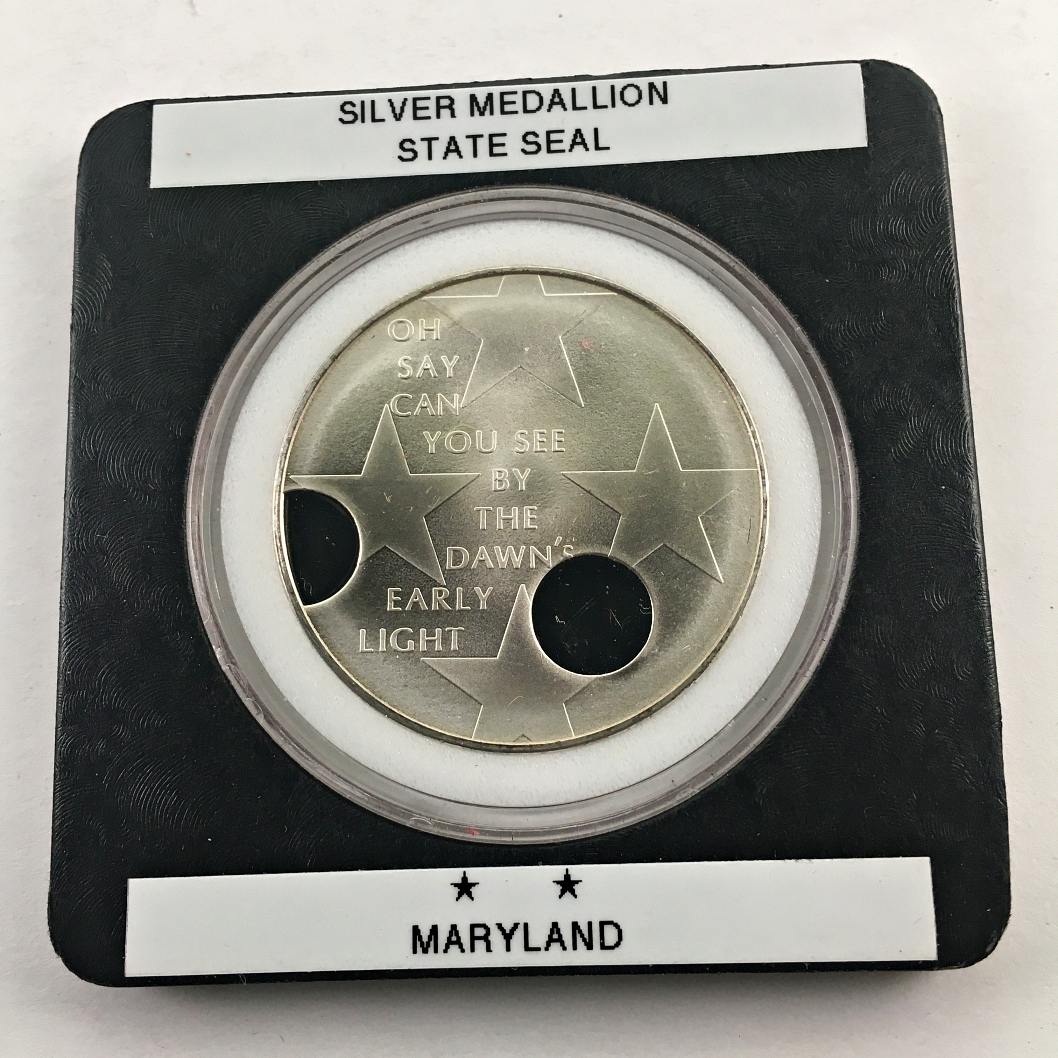 SILVER MEDALLION
STATE SEAL
OH
SAY
CAN
YOU SEE
BY
THE
DAWN'S
EARLY
LIGHT
★ ★
MARYLAND